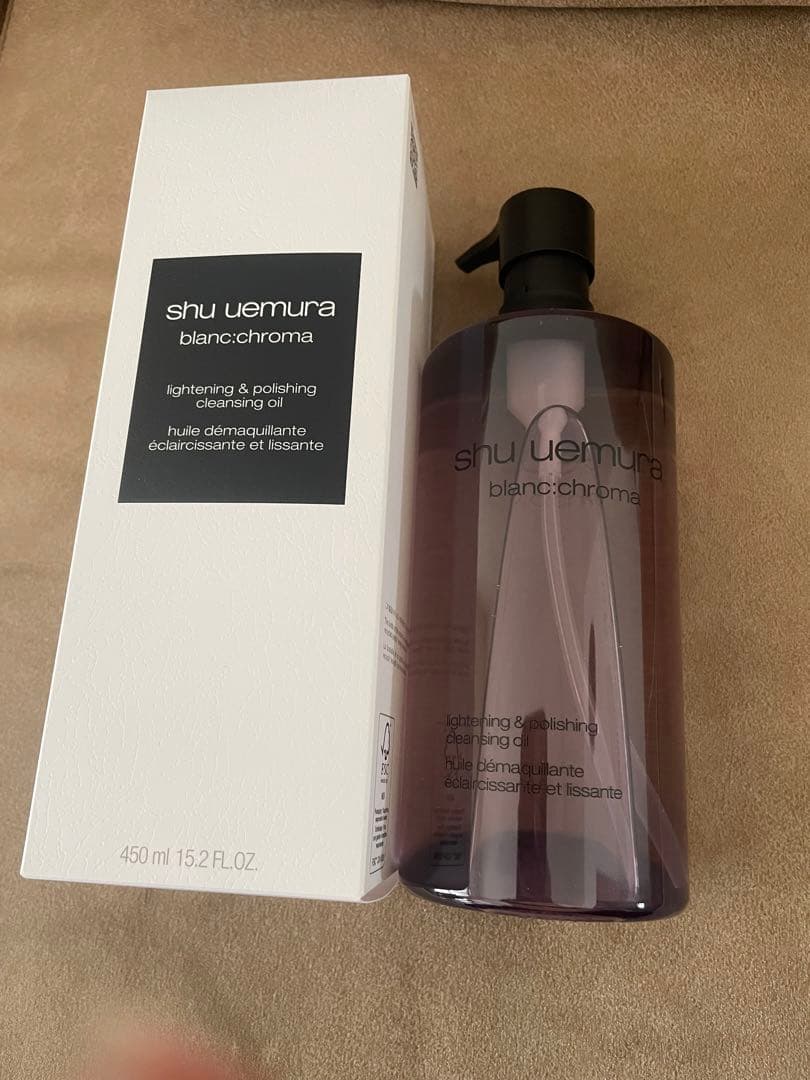 shu uemura
blanc:chroma
lightening & polishing
cleansing oil
huile démaquillante
éclaircissante et lissante
450 ml 15.2 FL.OZ.
FSC
shu uemura
blanc:chroma
lightening & polishing
cleansing oil
huile démaquillante
éclaircissante et lissante